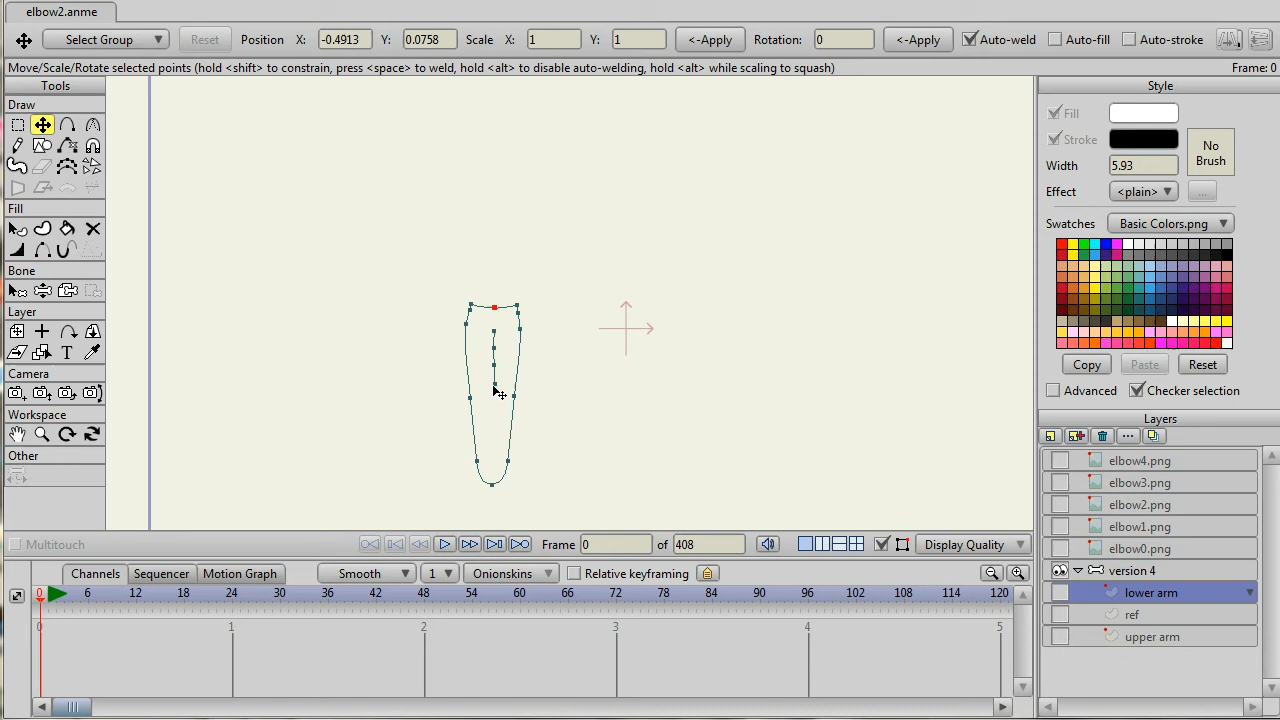 elbow2.anme
Select Group Reset Position X: -0.4913 Y: 0.0758 Scale X: 1 Y: 1 <-Apply Rotation: 0 <-Apply Auto-weld Auto-fill Auto-stroke
Move/Scale/Rotate selected points (hold <shift> to constrain, press <space> to weld, hold <alt> to disable auto-welding, hold <alt> while scaling to squash) Frame: 0
Tools
Draw
Fill
Bone
Layer
Camera
Workspace
Other
Style
Fill
Stroke
No Brush
Width 5.93
Effect <plain> ...
Swatches Basic Colors.png
Copy Paste Reset
Advanced Checker selection
Layers
elbow4.png
elbow3.png
elbow2.png
elbow1.png
elbow0.png
version 4
lower arm
ref
upper arm
Multitouch Frame 0 of 408 Display Quality
Channels Sequencer Motion Graph Smooth 1 Onionskins Relative keyframing
0 6 12 18 24 30 36 42 48 54 60 66 72 78 84 90 96 102 108 114 120
0 1 2 3 4 5